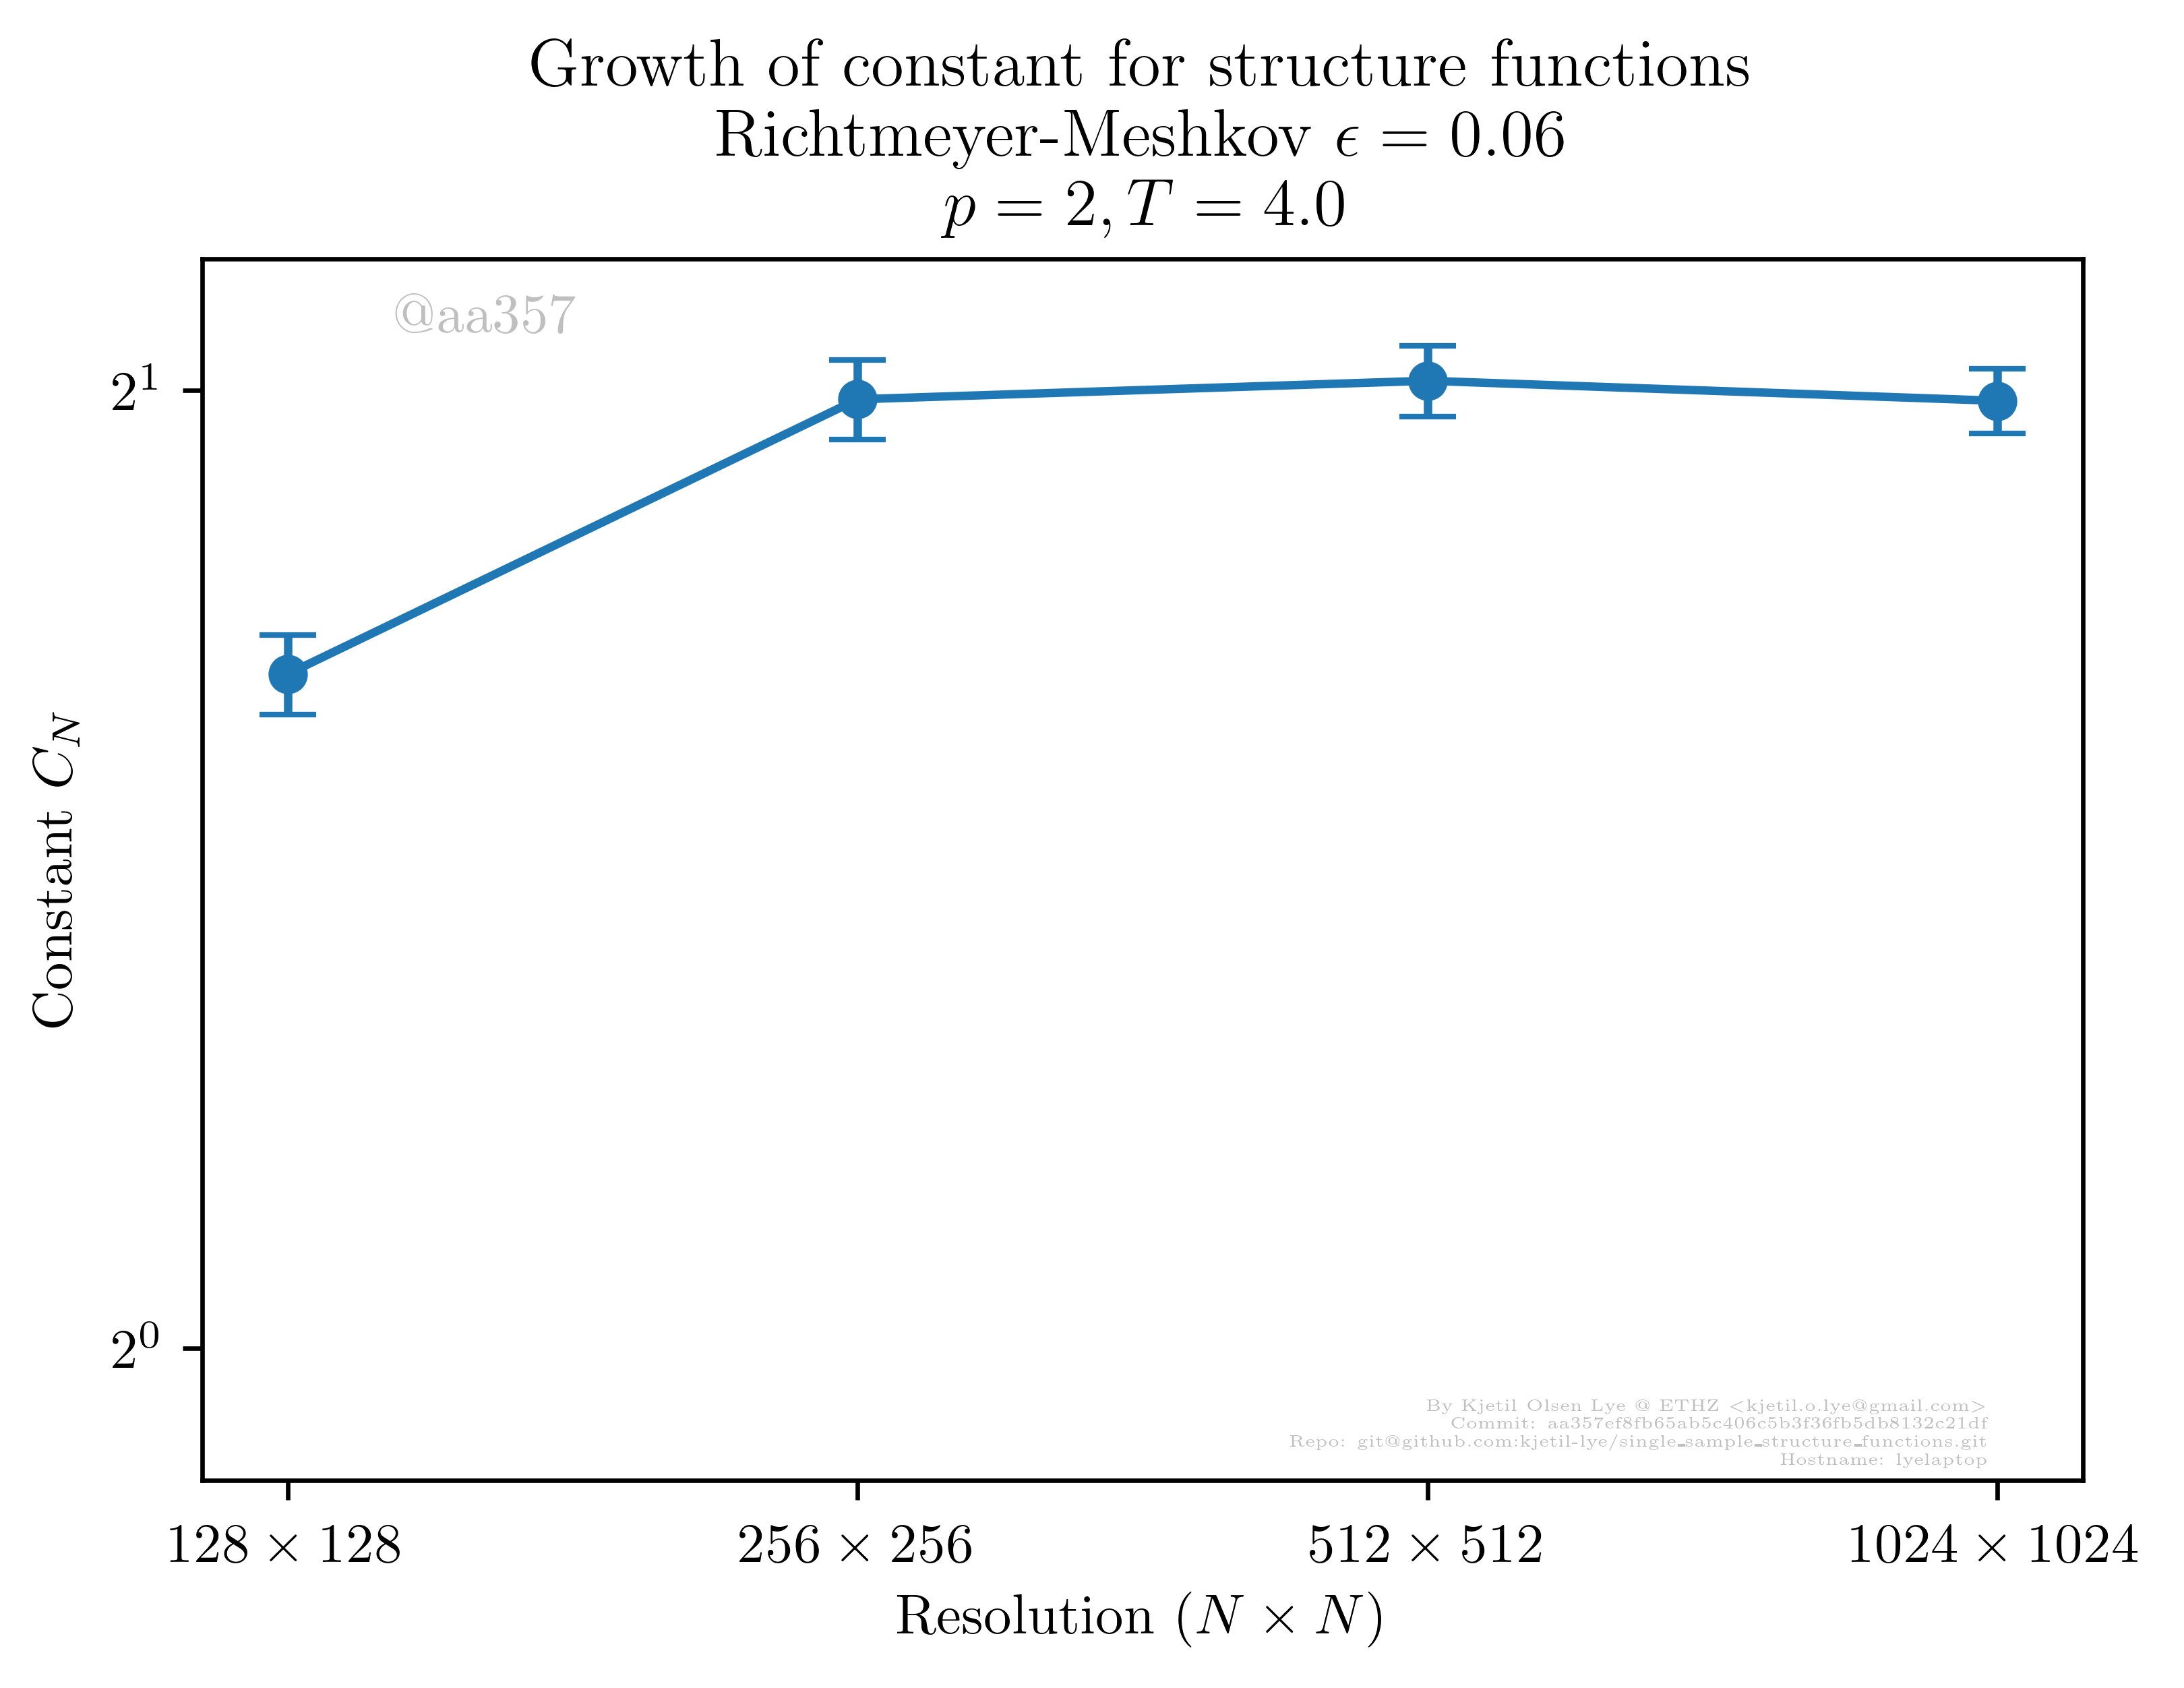 Growth of constant for structure functions
Richtmeyer-Meshkov ϵ = 0.06
p = 2, T = 4.0
@aa357
2¹
Constant C_N
2⁰
By Kjetil Olsen Lye @ ETHZ <kjetil.o.lye@gmail.com>
Commit: aa357ef8fb65ab5c406c5b3f36fb5db8132c21df
Repo: git@github.com:kjetil-lye/single_sample_structure_functions.git
Hostname: lyelaptop
128 × 128 256 × 256 512 × 512 1024 × 1024
Resolution (N × N)